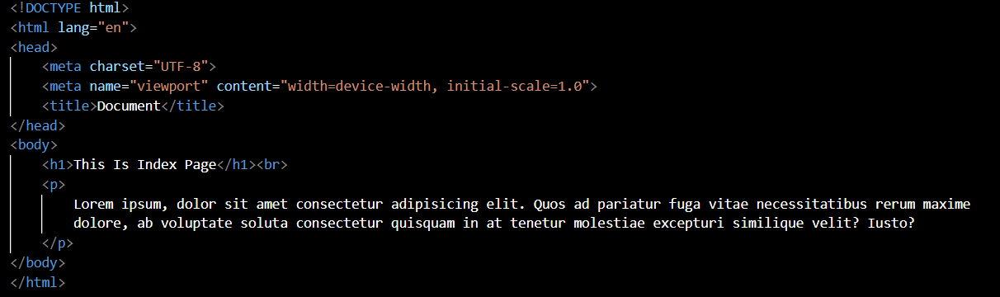 <!DOCTYPE html>
<html lang="en">
<head>
    <meta charset="UTF-8">
    <meta name="viewport" content="width=device-width, initial-scale=1.0">
    <title>Document</title>
</head>
<body>
    <h1>This Is Index Page</h1><br>
    <p>
        Lorem ipsum, dolor sit amet consectetur adipisicing elit. Quos ad pariatur fuga vitae necessitatibus rerum maxime
        dolore, ab voluptate soluta consectetur quisquam in at tenetur molestiae excepturi similique velit? Iusto?
    </p>
</body>
</html>